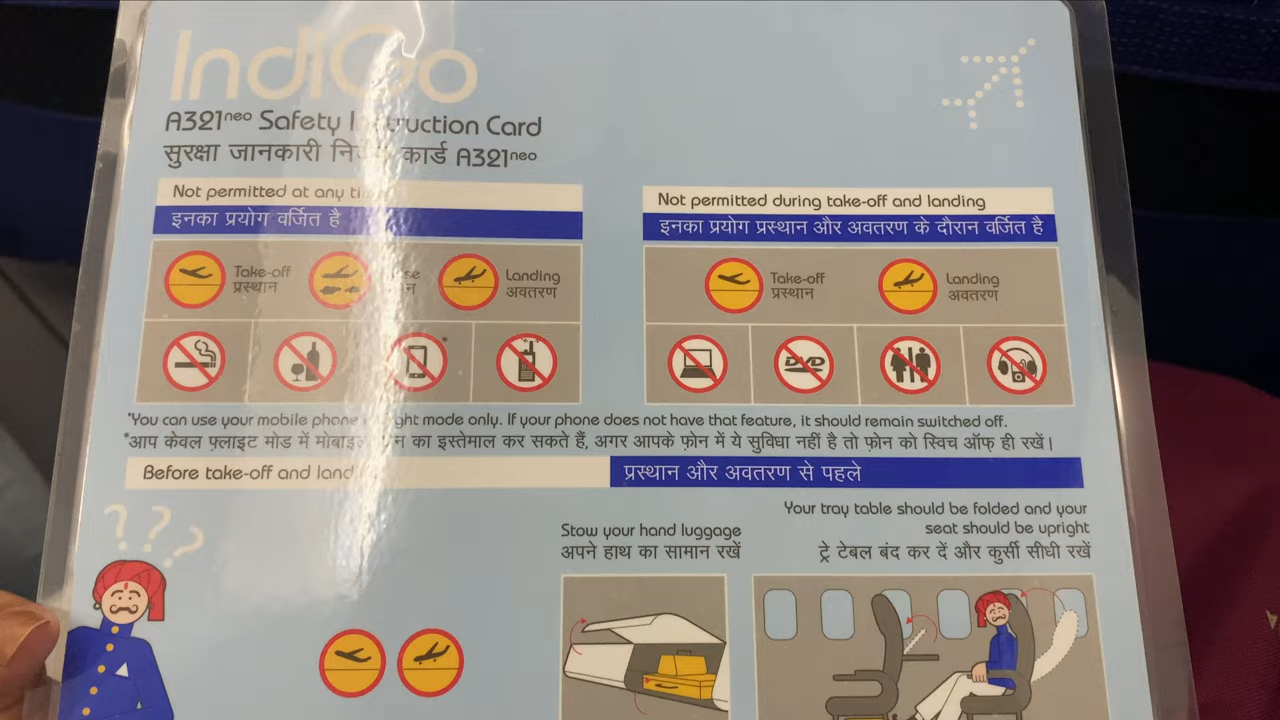 IndiGo
A321neo Safety Instruction Card
सुरक्षा जानकारी कार्ड A321neo
Not permitted at any
इनका प्रयोग वर्जित है
Take-off
प्रस्थान
Landing
अवतरण
Not permitted during take-off and landing
इनका प्रयोग प्रस्थान और अवतरण के दौरान वर्जित है
Take-off
प्रस्थान
Landing
अवतरण
DVD
*You can use your mobile phone mode only. If your phone does not have that feature, it should remain switched off.
*आप केवल फ़्लाइट मोड में का इस्तेमाल कर सकते हैं, अगर आपके फ़ोन में ये सुविधा नहीं है तो फ़ोन को स्विच ऑफ़ ही रखें।
Before take-off and
प्रस्थान और अवतरण से पहले
???
Stow your hand luggage
अपने हाथ का सामान रखें
Your tray table should be folded and your
seat should be upright
ट्रे टेबल बंद कर दें और कुर्सी सीधी रखें